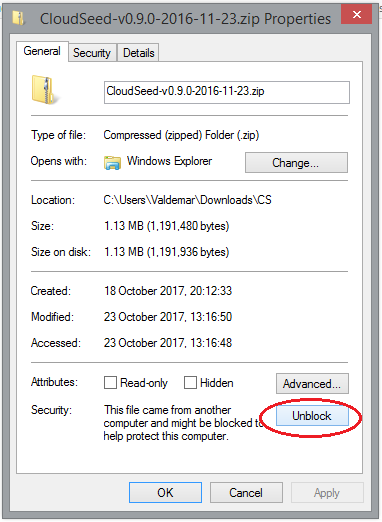 CloudSeed-v0.9.0-2016-11-23.zip Properties
General Security Details
CloudSeed-v0.9.0-2016-11-23.zip
Type of file: Compressed (zipped) Folder (.zip)
Opens with: Windows Explorer Change...
Location: C:\Users\Valdemar\Downloads\CS
Size: 1.13 MB (1,191,480 bytes)
Size on disk: 1.13 MB (1,191,936 bytes)
Created: 18 October 2017, 20:12:33
Modified: 23 October 2017, 13:16:50
Accessed: 23 October 2017, 13:16:48
Attributes: Read-only Hidden Advanced...
Security: This file came from another
computer and might be blocked to
help protect this computer.
Unblock
OK Cancel Apply